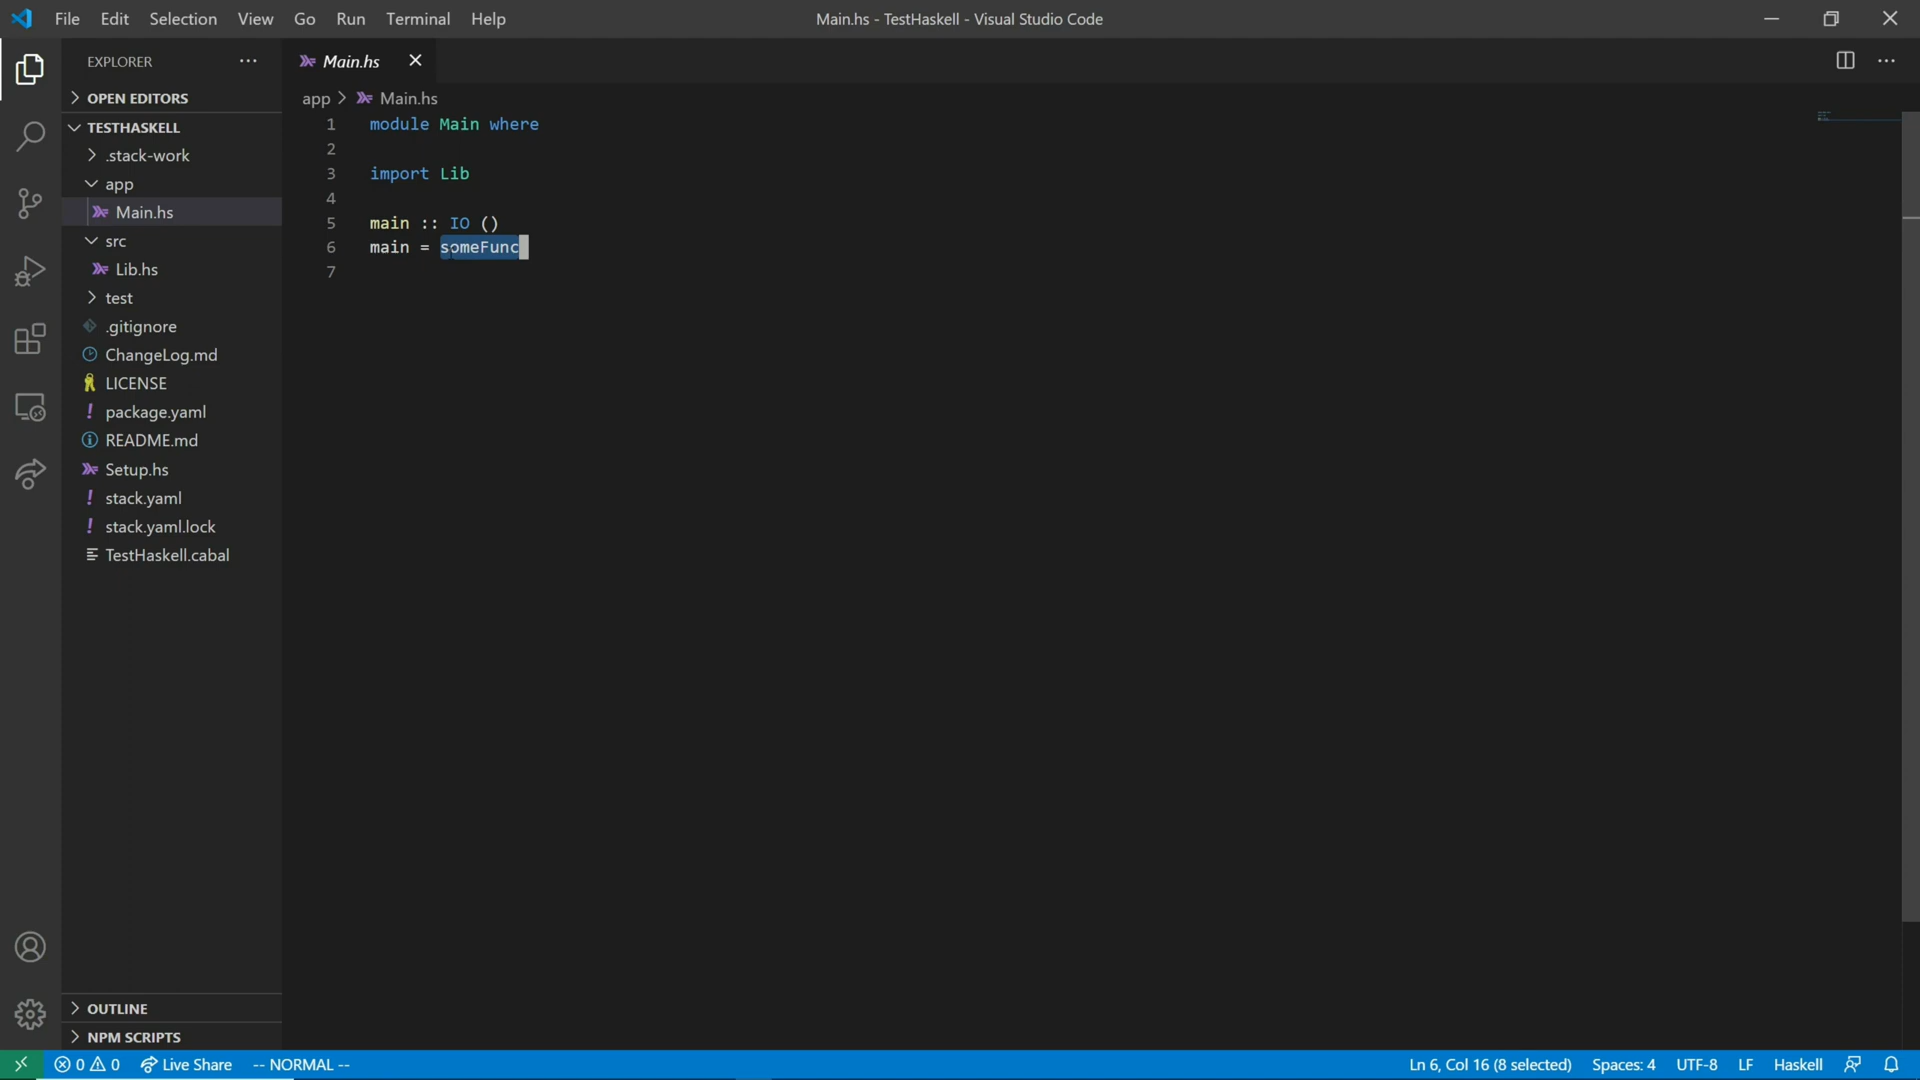 File Edit Selection View Go Run Terminal Help
Main.hs - TestHaskell - Visual Studio Code
EXPLORER
OPEN EDITORS
TESTHASKELL
.stack-work
app
Main.hs
src
Lib.hs
test
.gitignore
ChangeLog.md
LICENSE
package.yaml
README.md
Setup.hs
stack.yaml
stack.yaml.lock
TestHaskell.cabal
OUTLINE
NPM SCRIPTS
Main.hs
app > Main.hs
1 module Main where
2
3 import Lib
4
5 main :: IO ()
6 main = someFunc
7
0 0 Live Share -- NORMAL --
Ln 6, Col 16 (8 selected) Spaces: 4 UTF-8 LF Haskell